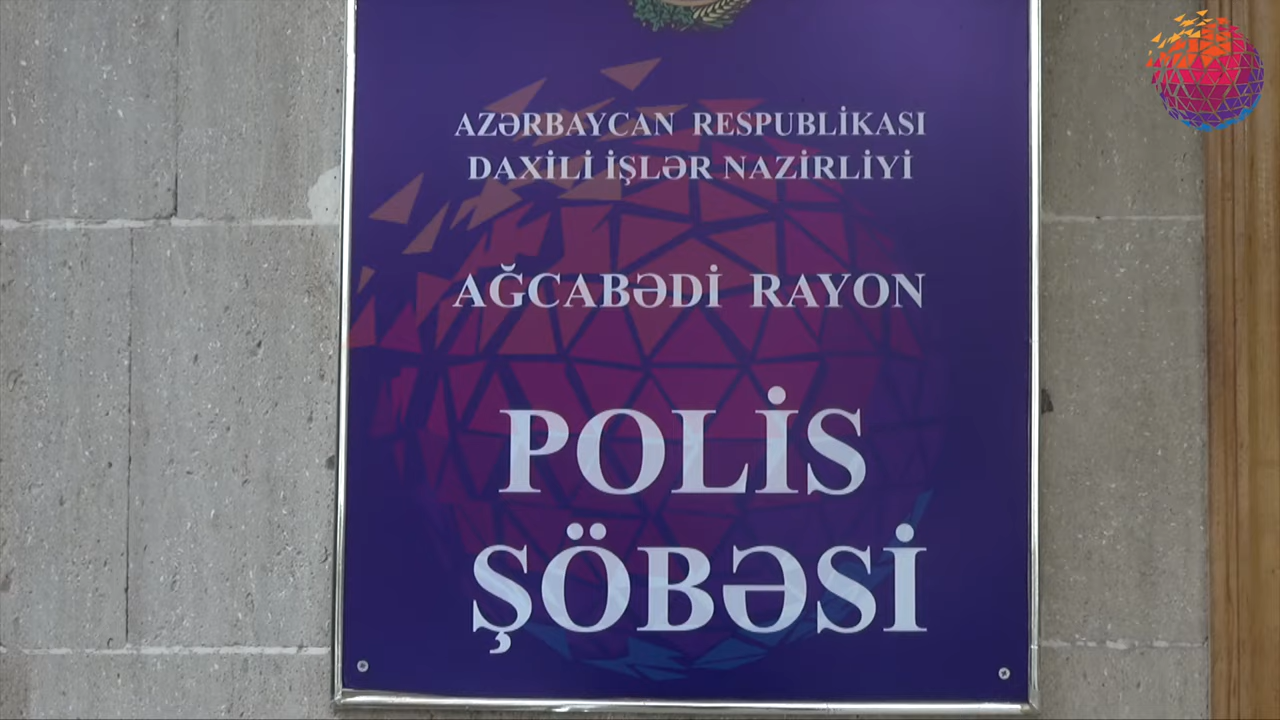 AZƏRBAYCAN RESPUBLİKASI
DAXİLİ İŞLƏR NAZİRLİYİ
AĞCABƏDİ RAYON
POLİS
ŞÖBƏSİ